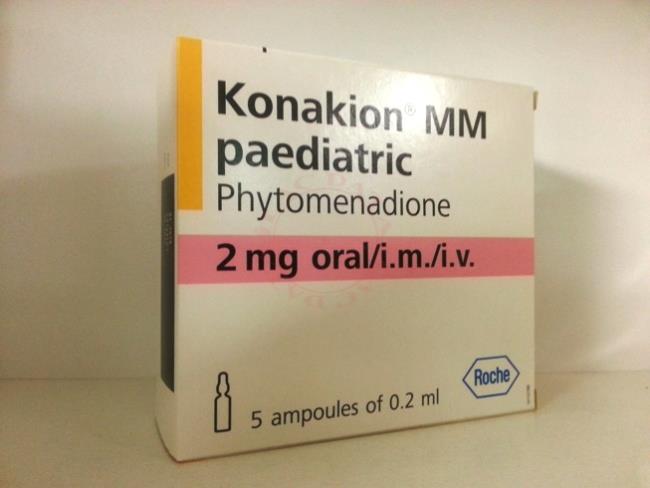 Konakion® MM
paediatric
Phytomenadione
2 mg oral/i.m./i.v.
Roche
5 ampoules of 0.2 ml